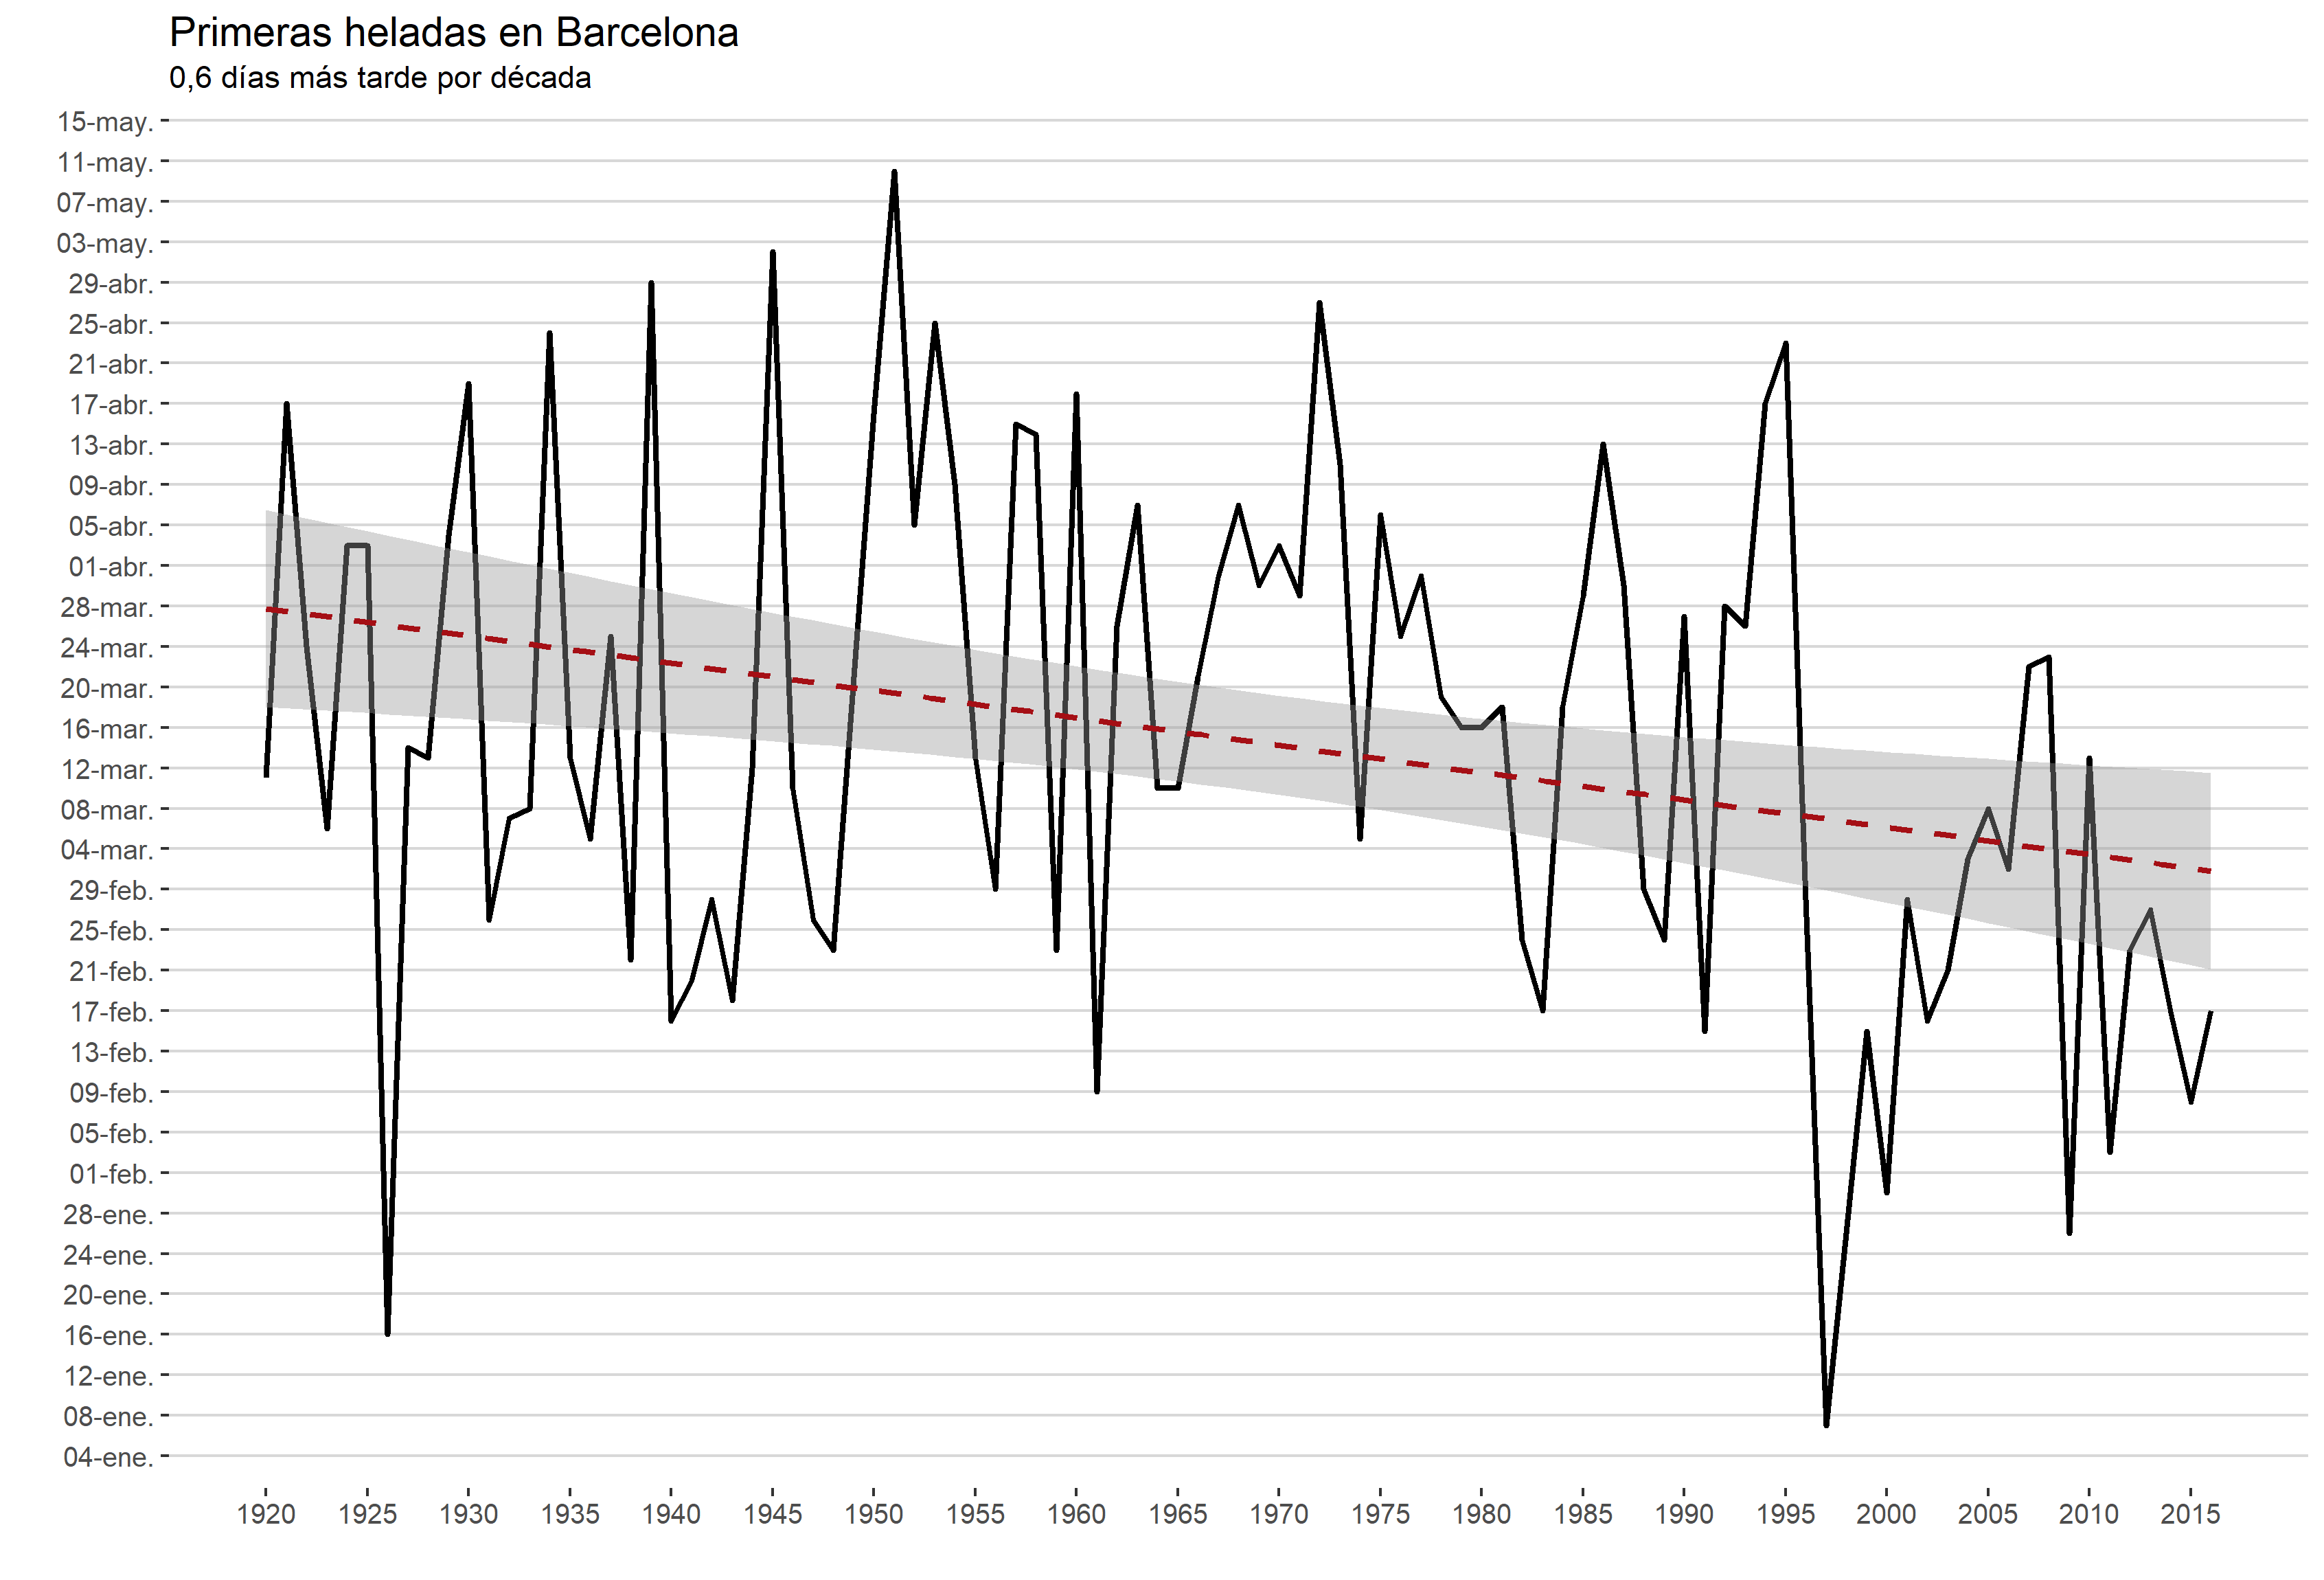 Primeras heladas en Barcelona
0,6 días más tarde por década
15-may.
11-may.
07-may.
03-may.
29-abr.
25-abr.
21-abr.
17-abr.
13-abr.
09-abr.
05-abr.
01-abr.
28-mar.
24-mar.
20-mar.
16-mar.
12-mar.
08-mar.
04-mar.
29-feb.
25-feb.
21-feb.
17-feb.
13-feb.
09-feb.
05-feb.
01-feb.
28-ene.
24-ene.
20-ene.
16-ene.
12-ene.
08-ene.
04-ene.
1920 1925 1930 1935 1940 1945 1950 1955 1960 1965 1970 1975 1980 1985 1990 1995 2000 2005 2010 2015